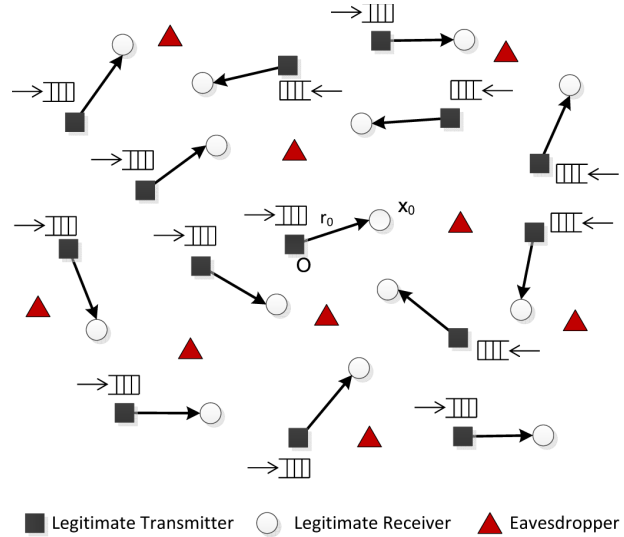 r₀
x₀
O
Legitimate Transmitter
Legitimate Receiver
Eavesdropper